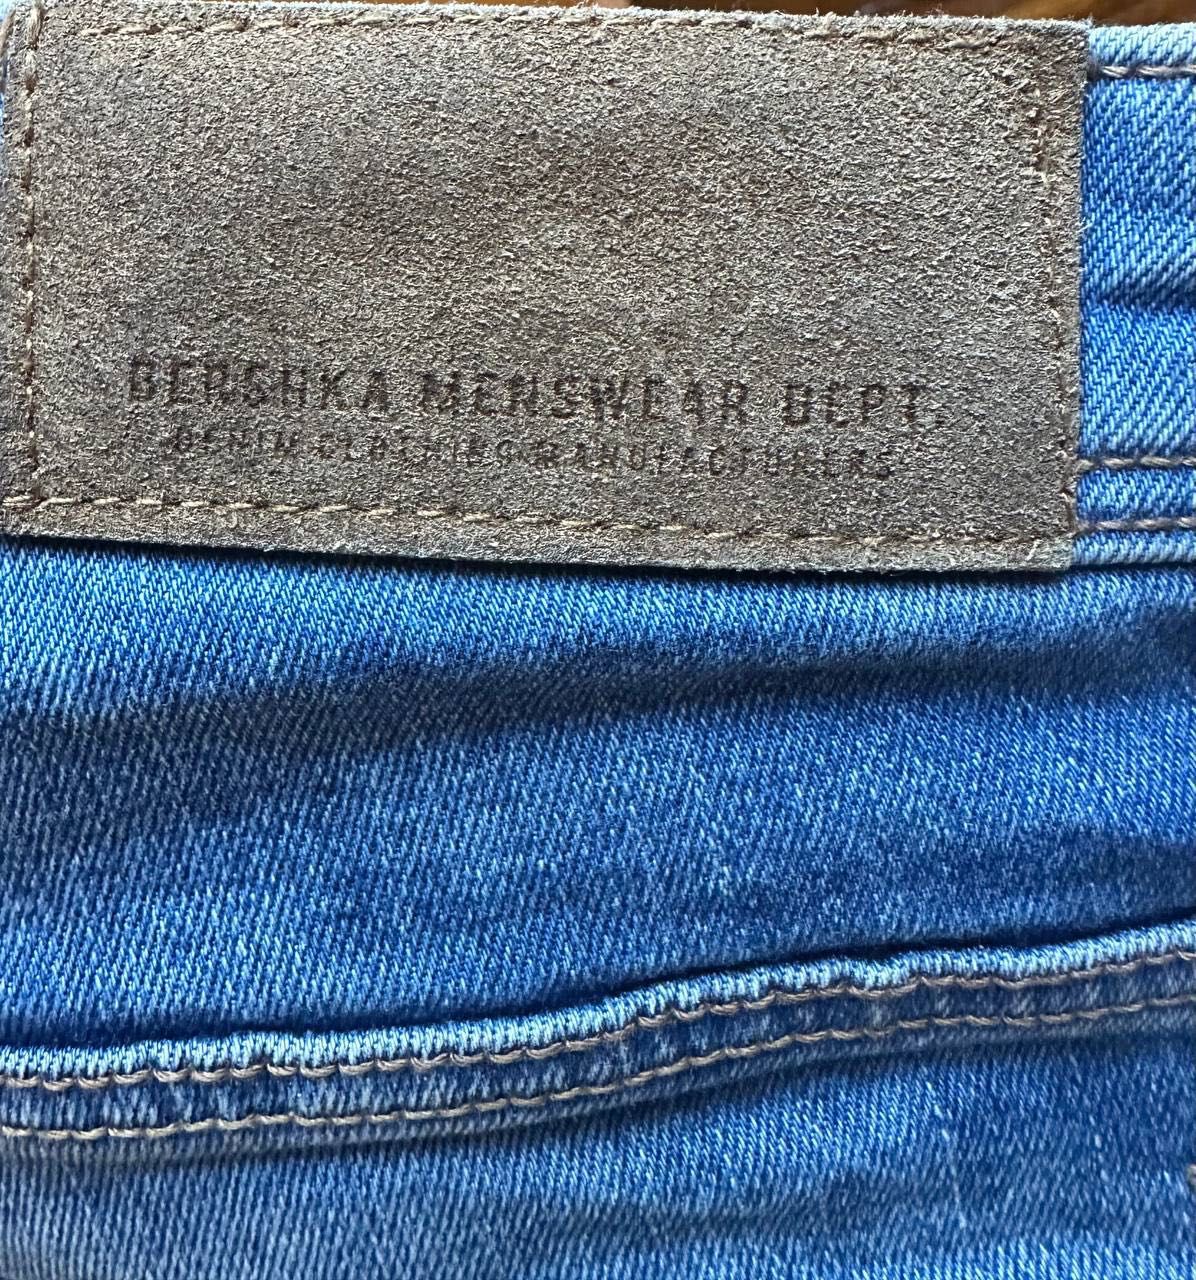 BERSHKA MENSWEAR DEPT.
DENIM CLOTHING MANUFACTURERS